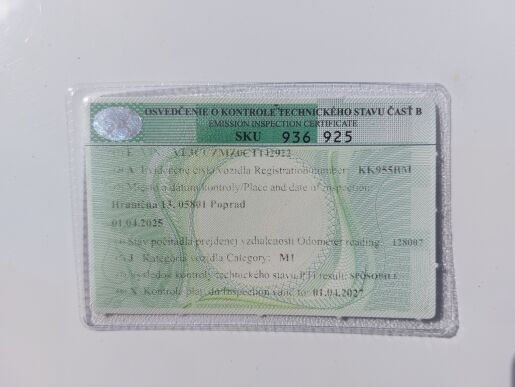 OSVEDČENIE O KONTROLE TECHNICKÉHO STAVU ČASŤ B
EMISSION INSPECTION CERTIFICATE
SKU 936 925
E VIN
A Evidenčné číslo vozidla/Registration number: KK955BM
Miesto a dátum kontroly/Place and date of inspection:
Hraničná 13, 05801 Poprad
01.04.2025
Stav počítadla prejdenej vzdialenosti/Odometer reading: 128007
J Kategória vozidla/Category: M1
Výsledok kontroly technického stavu/PTI result: SPÔSOBILÉ
X Kontrola platí do/Inspection valid to: 01.04.2027